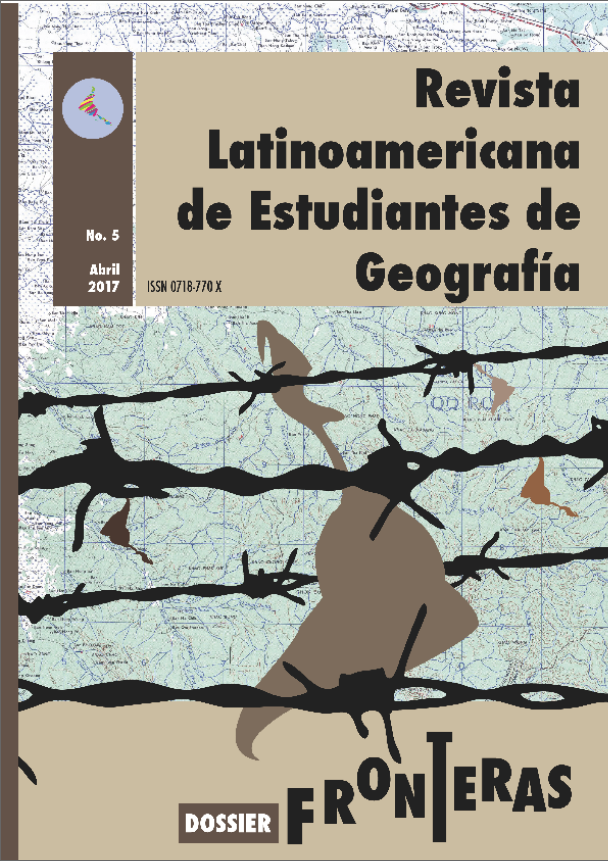 Revista
Latinoamericana
de Estudiantes de
Geografía
No. 5
Abril
2017
ISSN 0718-770 X
DOSSIER FRONTERAS